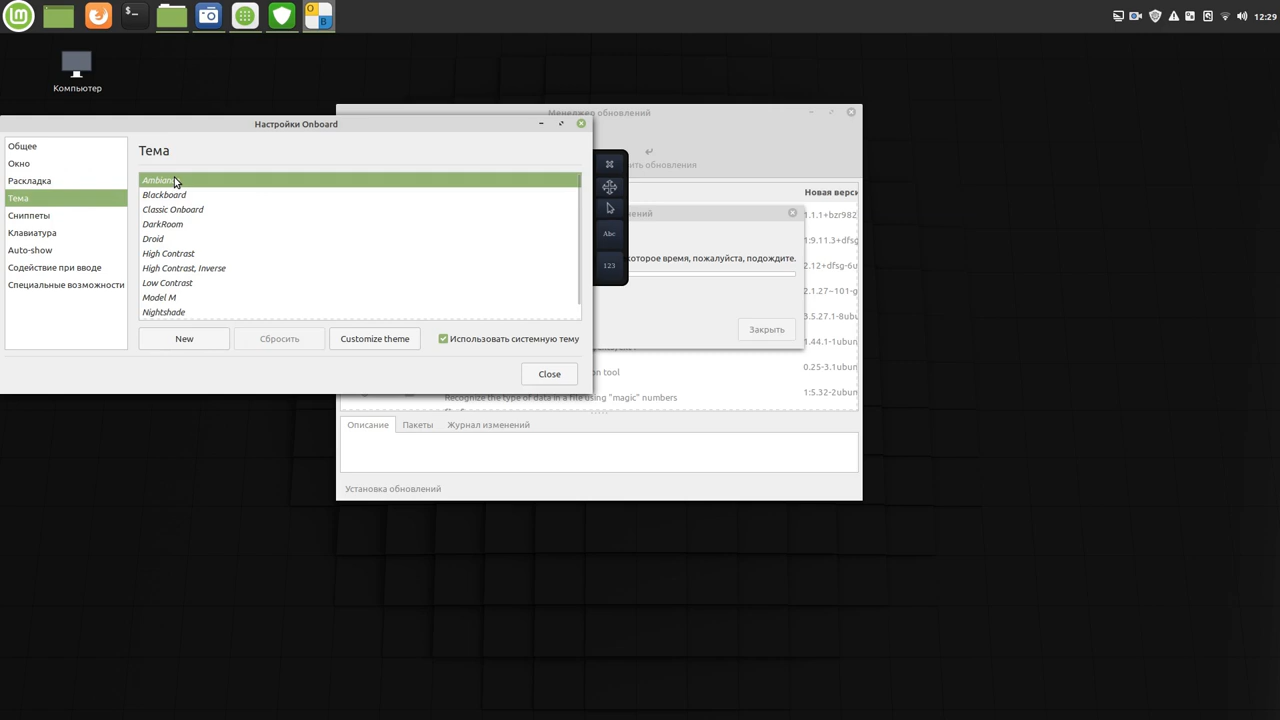 12:29
Компьютер
Менеджер обновлений
Настройки Onboard
Общее
Окно
Раскладка
Тема
Сниппеты
Клавиатура
Auto-show
Содействие при вводе
Специальные возможности
Тема
Blackboard
Classic Onboard
DarkRoom
Droid
High Contrast
High Contrast, Inverse
Low Contrast
Model M
Nightshade
New
Сбросить
Customize theme
Использовать системную тему
Close
Abc
123
обновления
Новая
1.1.1+bzr982
1:9.11.3+dfsg
2.12+dfsg-6u
2.1.27~101-g
3.5.27.1-8ubu
1.44.1-1ubun
0.25-3.1ubun
1:5.32-2ubun
время, пожалуйста, подождите.
Закрыть
tool
Recognize the type of data in a file using "magic" numbers
Описание
Пакеты
Журнал изменений
Установка обновлений